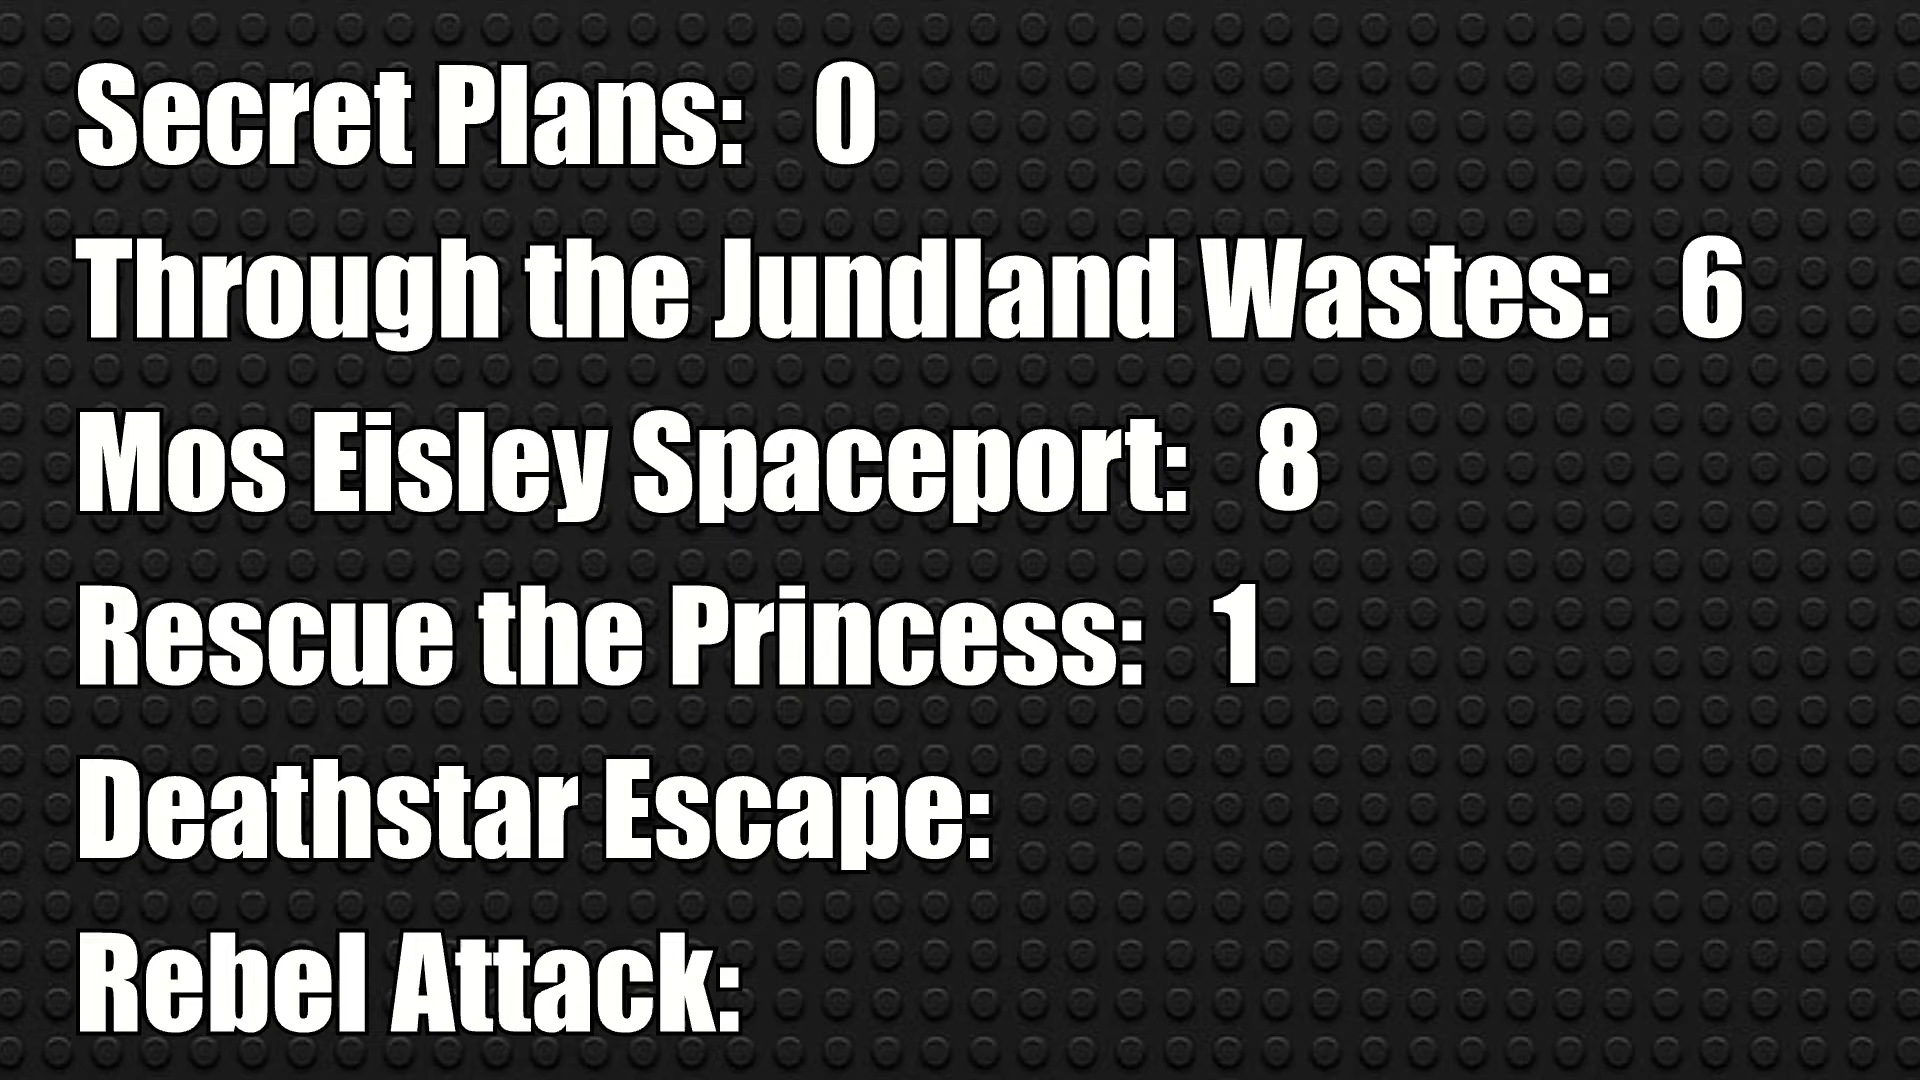 Secret Plans: 0
Through the Jundland Wastes: 6
Mos Eisley Spaceport: 8
Rescue the Princess: 1
Deathstar Escape:
Rebel Attack: